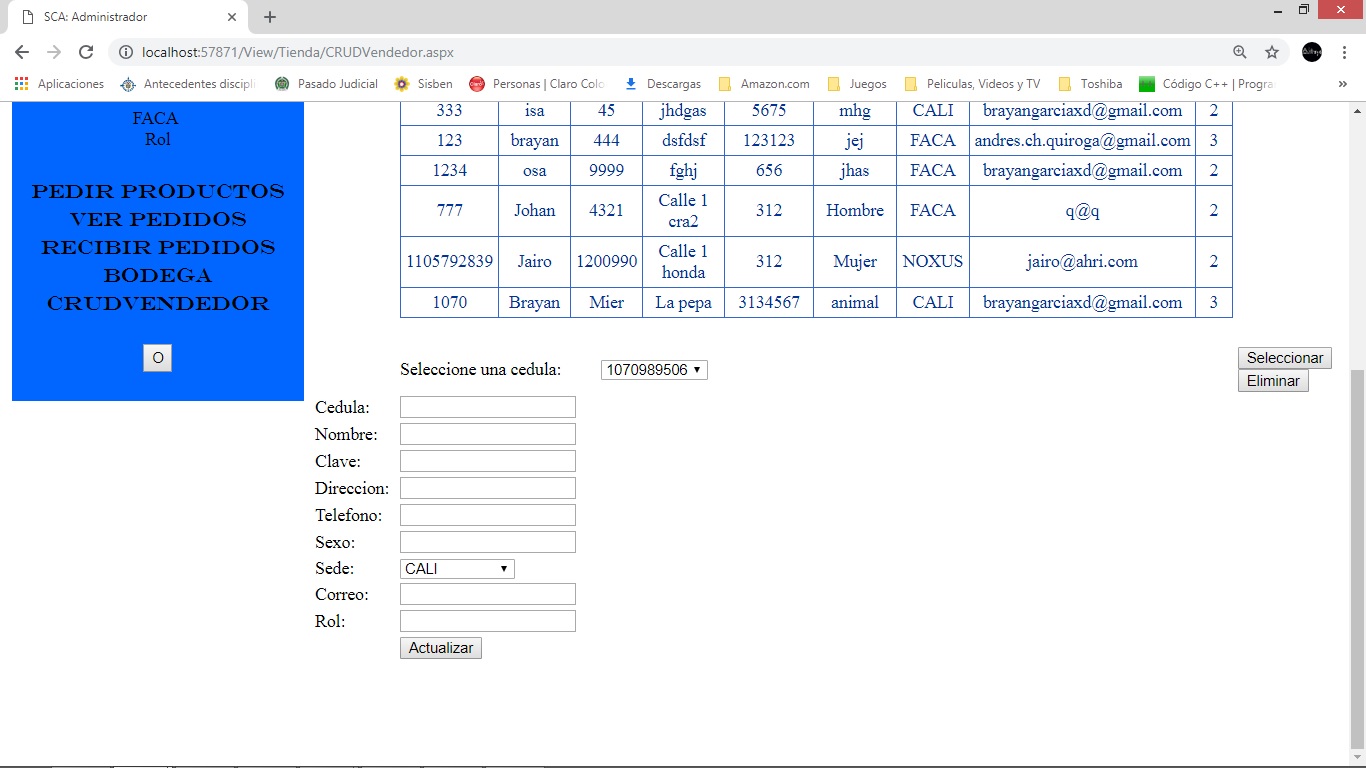 SCA: Administrador
localhost:57871/View/Tienda/CRUDVendedor.aspx
Aplicaciones Antecedentes discipli Pasado Judicial Sisben Personas | Claro Colo Descargas Amazon.com Juegos Peliculas, Videos y TV Toshiba Código C++ | Progra »
FACA
Rol
PEDIR PRODUCTOS
VER PEDIDOS
RECIBIR PEDIDOS
BODEGA
CRUDVENDEDOR
O
333 isa 45 jhdgas 5675 mhg CALI brayangarciaxd@gmail.com 2
123 brayan 444 dsfdsf 123123 jej FACA andres.ch.quiroga@gmail.com 3
1234 osa 9999 fghj 656 jhas FACA brayangarciaxd@gmail.com 2
777 Johan 4321 Calle 1 cra2 312 Hombre FACA q@q 2
1105792839 Jairo 1200990 Calle 1 honda 312 Mujer NOXUS jairo@ahri.com 2
1070 Brayan Mier La pepa 3134567 animal CALI brayangarciaxd@gmail.com 3
Seleccione una cedula: 1070989506 Seleccionar
Eliminar
Cedula:
Nombre:
Clave:
Direccion:
Telefono:
Sexo:
Sede: CALI
Correo:
Rol:
Actualizar